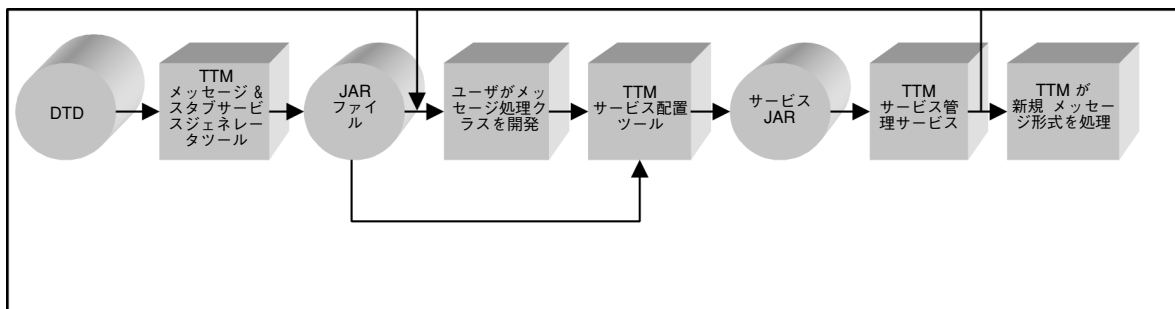 DTD
TTM
メッセージ &
スタブサービ
スジェネレー
タツール
JAR
ファイ
ル
ユーザがメッ
セージ処理ク
ラスを開発
TTM
サービス配置
ツール
サービス
JAR
TTM
サービス管
理サービス
TTM が
新規 メッセー
ジ形式を処理